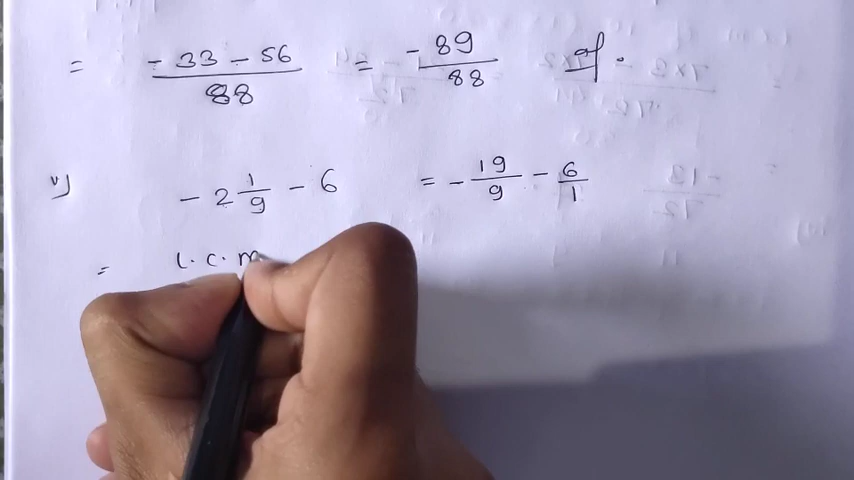 = (-33-56)/88 = -89/88
v) -2 1/9 - 6 = -19/9 - 6/1
= L.C.M